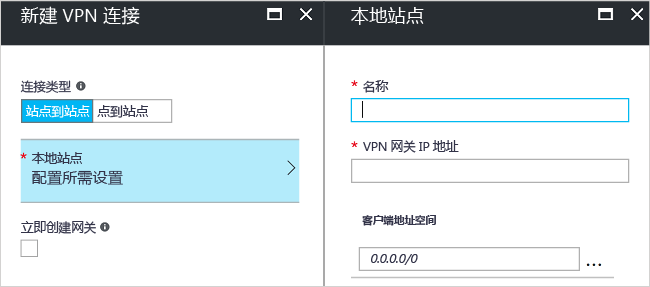 新建 VPN 连接
连接类型
站点到站点 点到站点
* 本地站点
配置所需设置
立即创建网关
本地站点
* 名称
* VPN 网关 IP 地址
客户端地址空间
0.0.0.0/0 ...